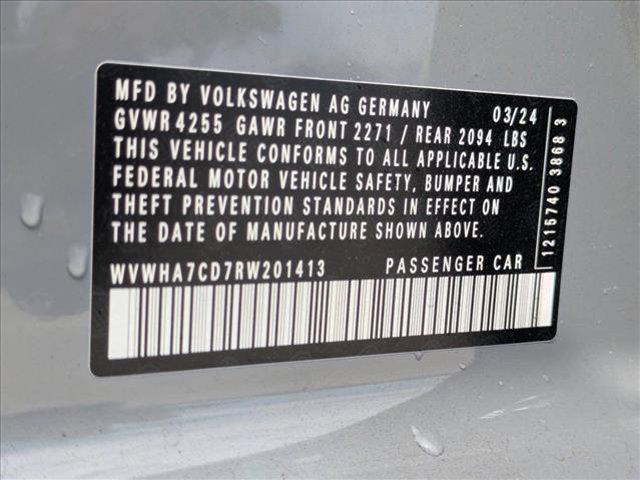 MFD BY VOLKSWAGEN AG GERMANY 03/24
GVWR 4255 GAWR FRONT 2271 / REAR 2094 LBS
THIS VEHICLE CONFORMS TO ALL APPLICABLE U.S.
FEDERAL MOTOR VEHICLE SAFETY, BUMPER AND
THEFT PREVENTION STANDARDS IN EFFECT ON
THE DATE OF MANUFACTURE SHOWN ABOVE.
WVWHA7CD7RW201413 PASSENGER CAR
1215740 3868 3